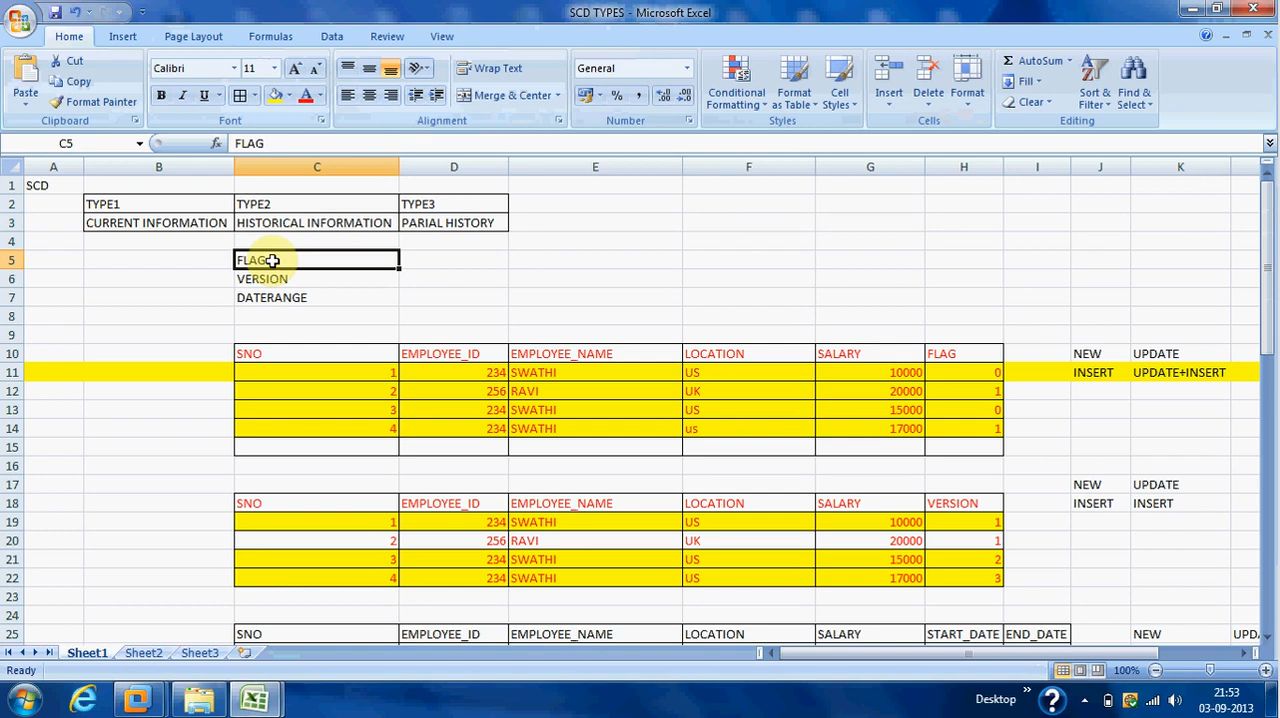 SCD TYPES - Microsoft Excel
Home Insert Page Layout Formulas Data Review View
Paste Cut Copy Format Painter Clipboard
Calibri 11 B I U A A A Font
Wrap Text Merge & Center Alignment
General % , Number
Conditional Formatting Format as Table Cell Styles Styles
Insert Delete Format Cells
Σ AutoSum Fill Clear Sort & Filter Find & Select Editing
C5 fx FLAG
A B C D E F G H I J K
1 SCD
2 TYPE1 TYPE2 TYPE3
3 CURRENT INFORMATION HISTORICAL INFORMATION PARIAL HISTORY
4
5 FLAG
6 VERSION
7 DATERANGE
8
9
10 SNO EMPLOYEE_ID EMPLOYEE_NAME LOCATION SALARY FLAG NEW UPDATE
11 1 234 SWATHI US 10000 0 INSERT UPDATE+INSERT
12 2 256 RAVI UK 20000 1
13 3 234 SWATHI US 15000 0
14 4 234 SWATHI us 17000 1
15
16
17 NEW UPDATE
18 SNO EMPLOYEE_ID EMPLOYEE_NAME LOCATION SALARY VERSION INSERT INSERT
19 1 234 SWATHI US 10000 1
20 2 256 RAVI UK 20000 1
21 3 234 SWATHI US 15000 2
22 4 234 SWATHI US 17000 3
23
24
25 SNO EMPLOYEE_ID EMPLOYEE_NAME LOCATION SALARY START_DATE END_DATE NEW UPD
Sheet1 Sheet2 Sheet3
Ready 100%
Desktop » 21:53
03-09-2013